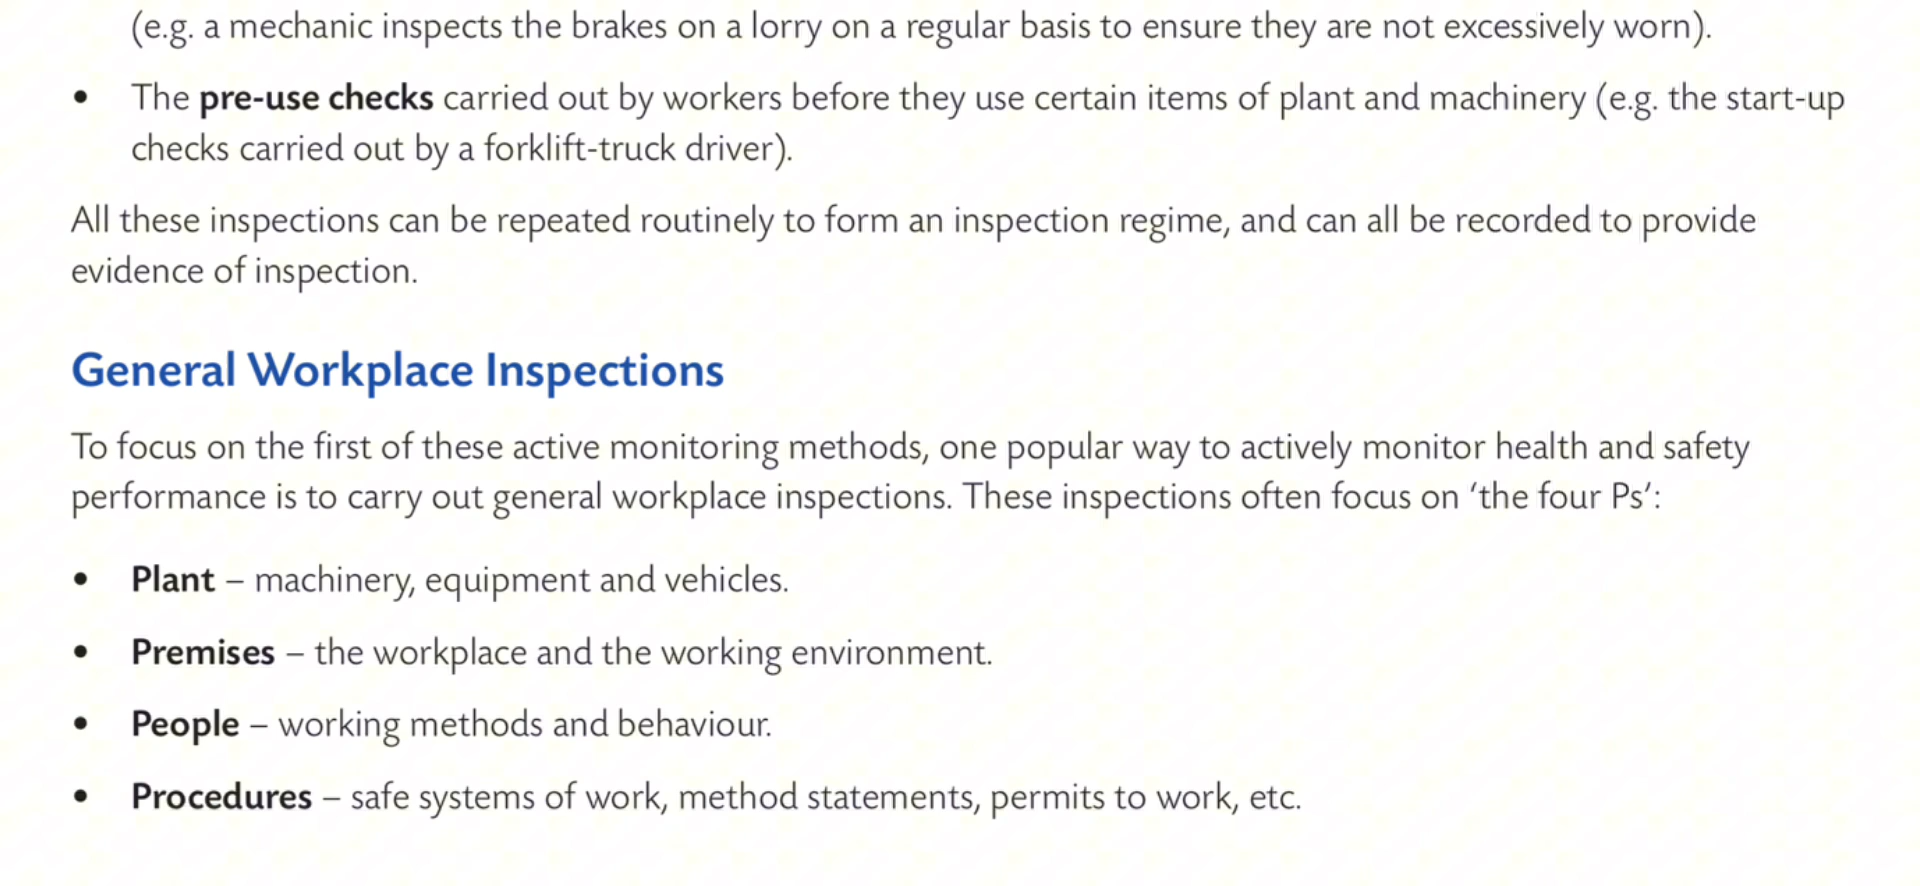 (e.g. a mechanic inspects the brakes on a lorry on a regular basis to ensure they are not excessively worn).
• The pre-use checks carried out by workers before they use certain items of plant and machinery (e.g. the start-up
checks carried out by a forklift-truck driver).
All these inspections can be repeated routinely to form an inspection regime, and can all be recorded to provide
evidence of inspection.
General Workplace Inspections
To focus on the first of these active monitoring methods, one popular way to actively monitor health and safety
performance is to carry out general workplace inspections. These inspections often focus on ‘the four Ps’:
• Plant – machinery, equipment and vehicles.
• Premises – the workplace and the working environment.
• People – working methods and behaviour.
• Procedures – safe systems of work, method statements, permits to work, etc.